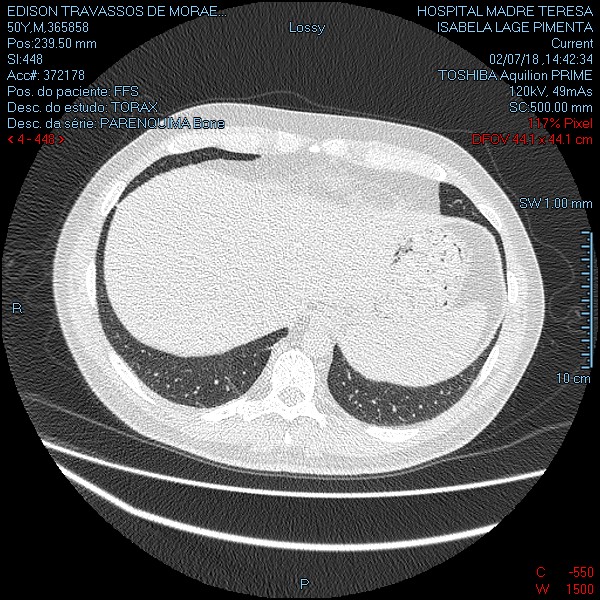 EDISON TRAVASSOS DE MORAE...
50Y,M,365858
Pos:239.50 mm
SI:448
Acc#: 372178
Pos. do paciente: FFS
Desc. do estudo: TORAX
Desc. da série: PARENQUIMA Bone
< 4 - 448 >
Lossy
HOSPITAL MADRE TERESA
ISABELA LAGE PIMENTA
Current
02/07/18 ,14:42:34
TOSHIBA Aquilion PRIME
120kV, 49mAs
SC:500.00 mm
117% Pixel
DFOV 44.1 x 44.1 cm
SW 1.00 mm
R
10 cm
P
C -550
W 1500